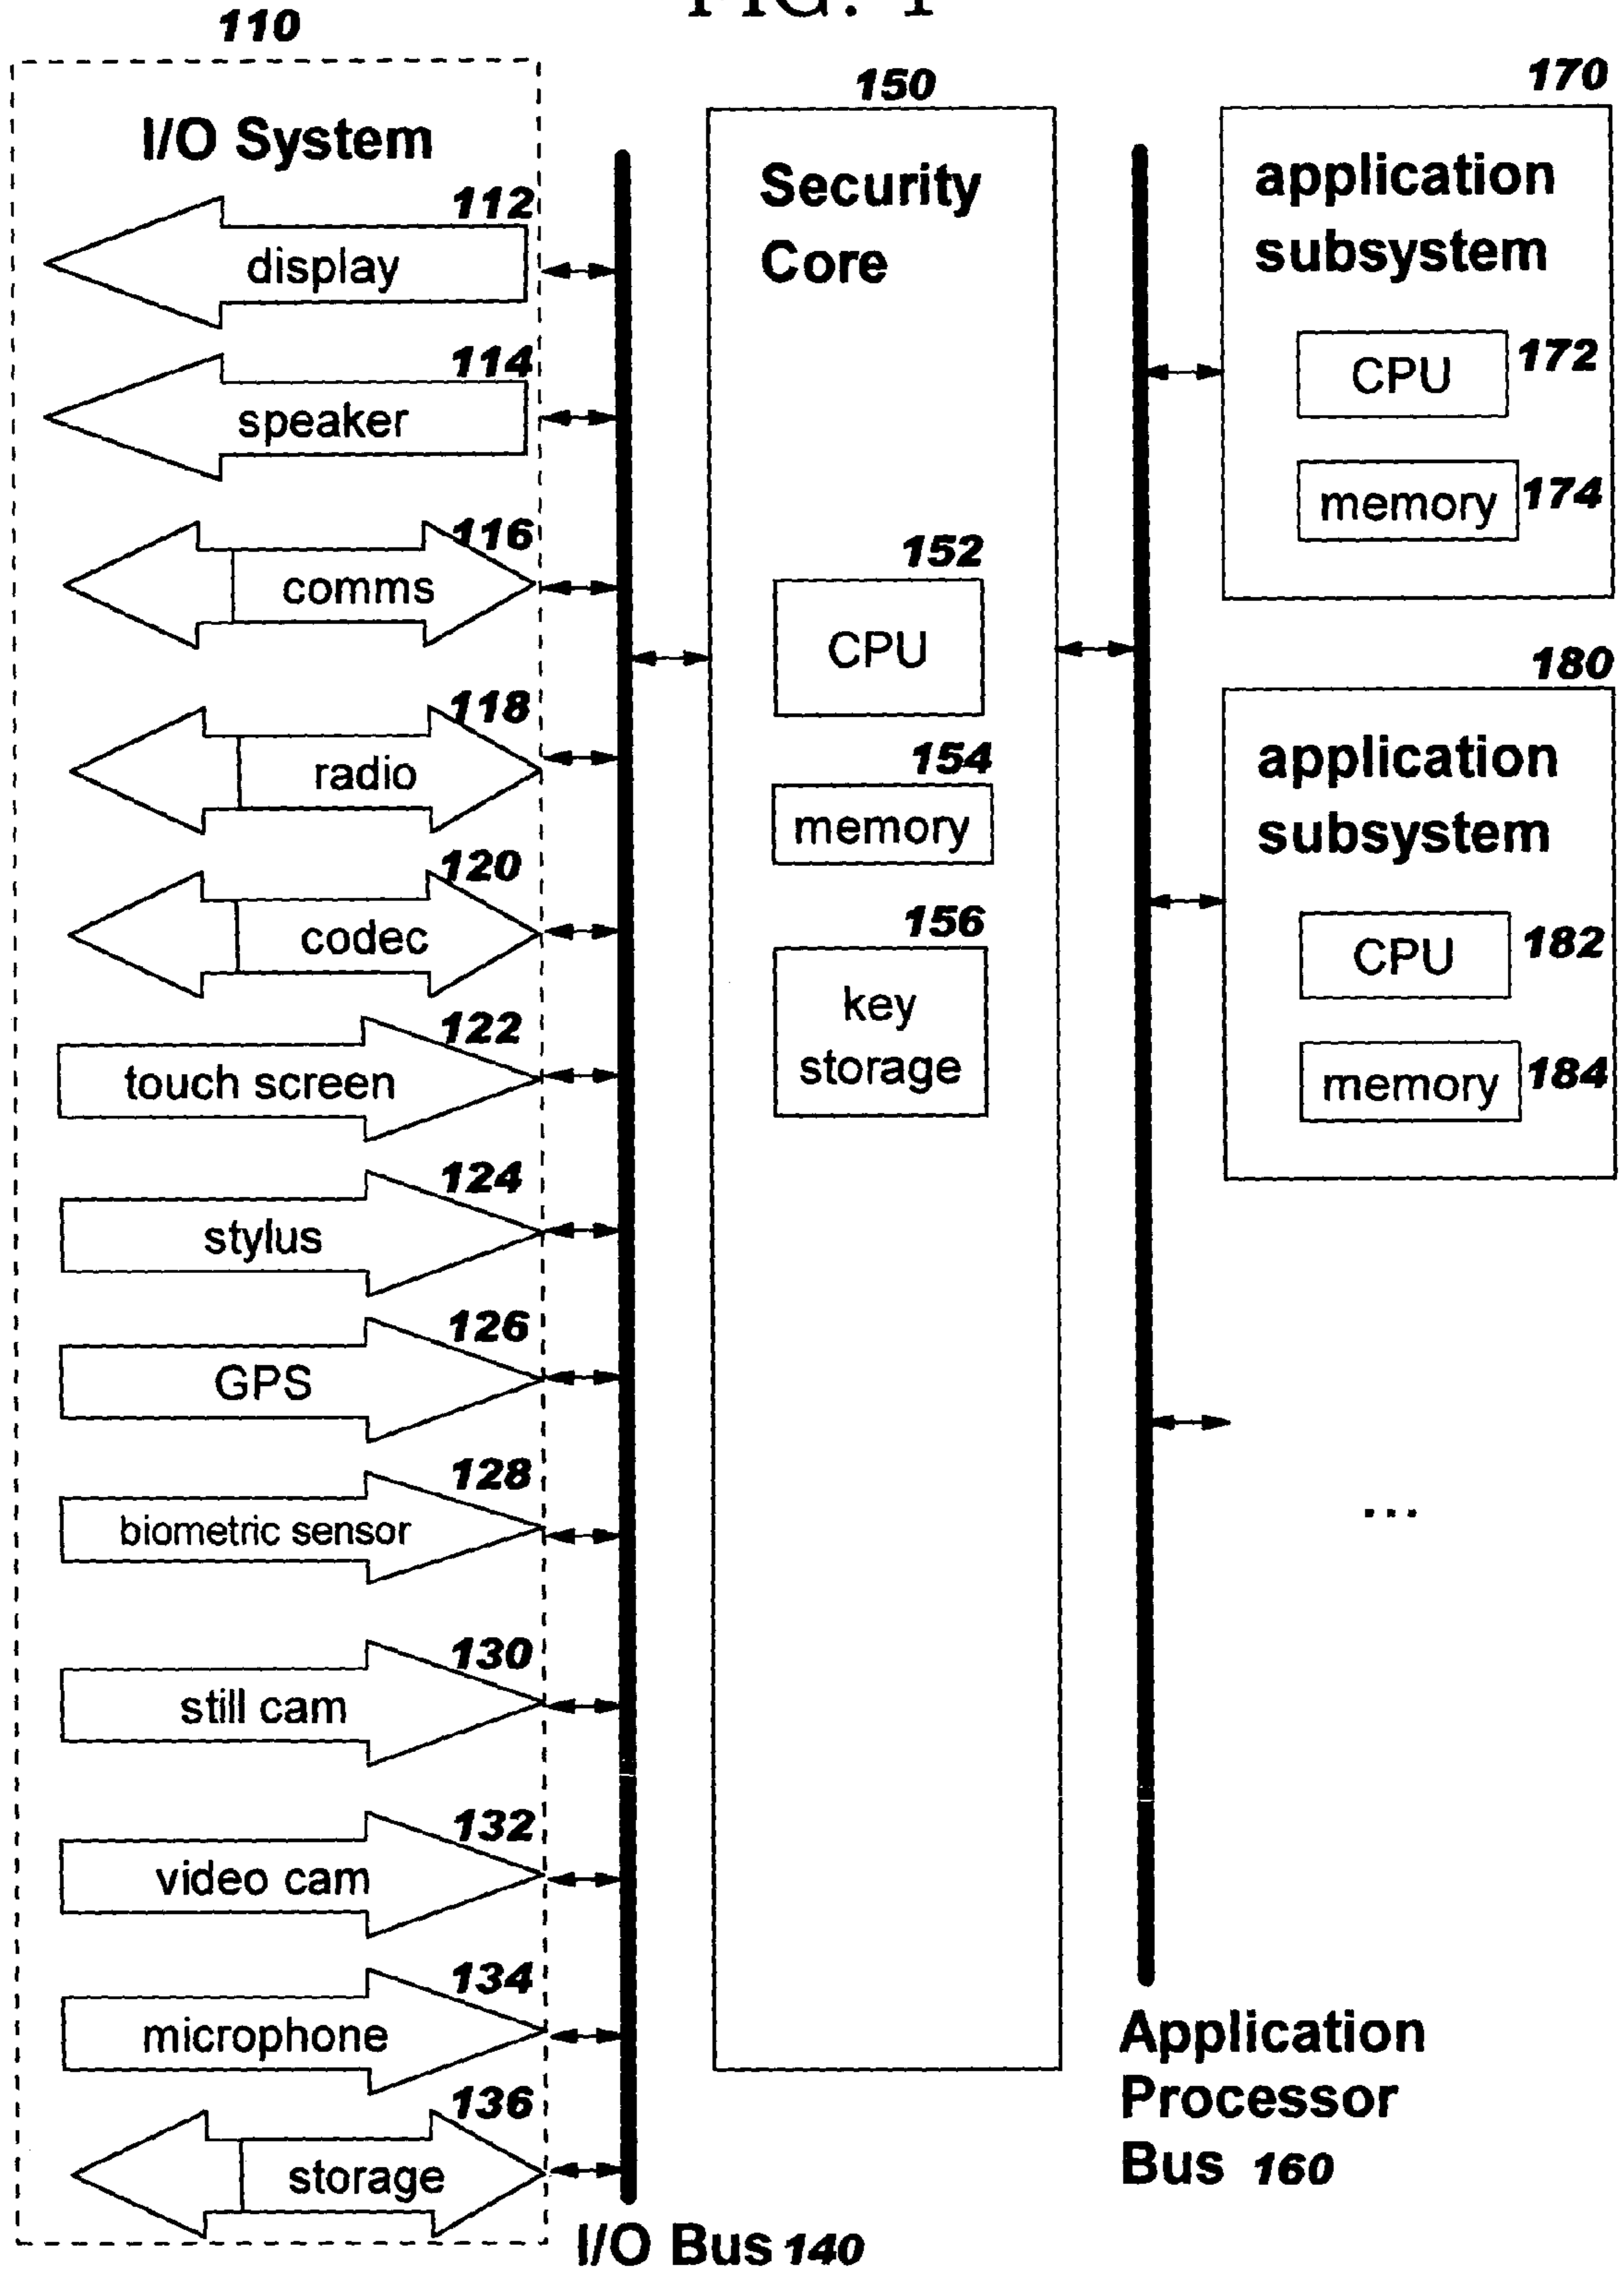 110
I/O System
112
display
114
speaker
116
comms
118
radio
120
codec
122
touch screen
124
stylus
126
GPS
128
biometric sensor
130
still cam
132
video cam
134
microphone
136
storage
I/O Bus 140
150
Security
Core
152
CPU
154
memory
156
key
storage
Application
Processor
Bus 160
170
application
subsystem
CPU 172
memory 174
180
application
subsystem
CPU 182
memory 184
...